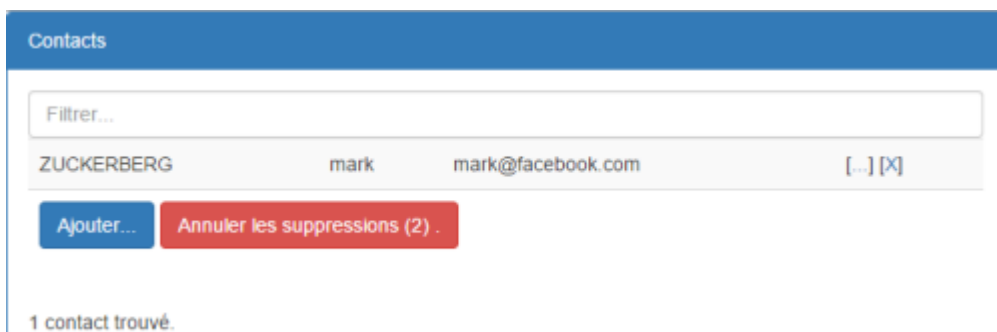 Contacts
Filtrer...
ZUCKERBERG mark mark@facebook.com [...] [X]
Ajouter... Annuler les suppressions (2) .
1 contact trouvé.